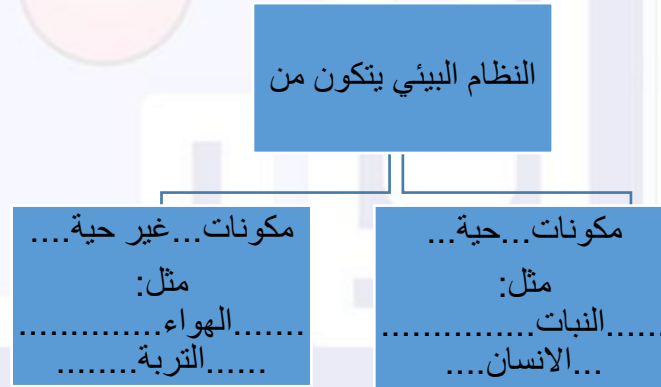 النظام البيئي يتكون من
مكونات...حية...
مثل:
......النبات...............
...الانسان....
مكونات...غير حية....
مثل:
.......الهواء.............
......التربة........